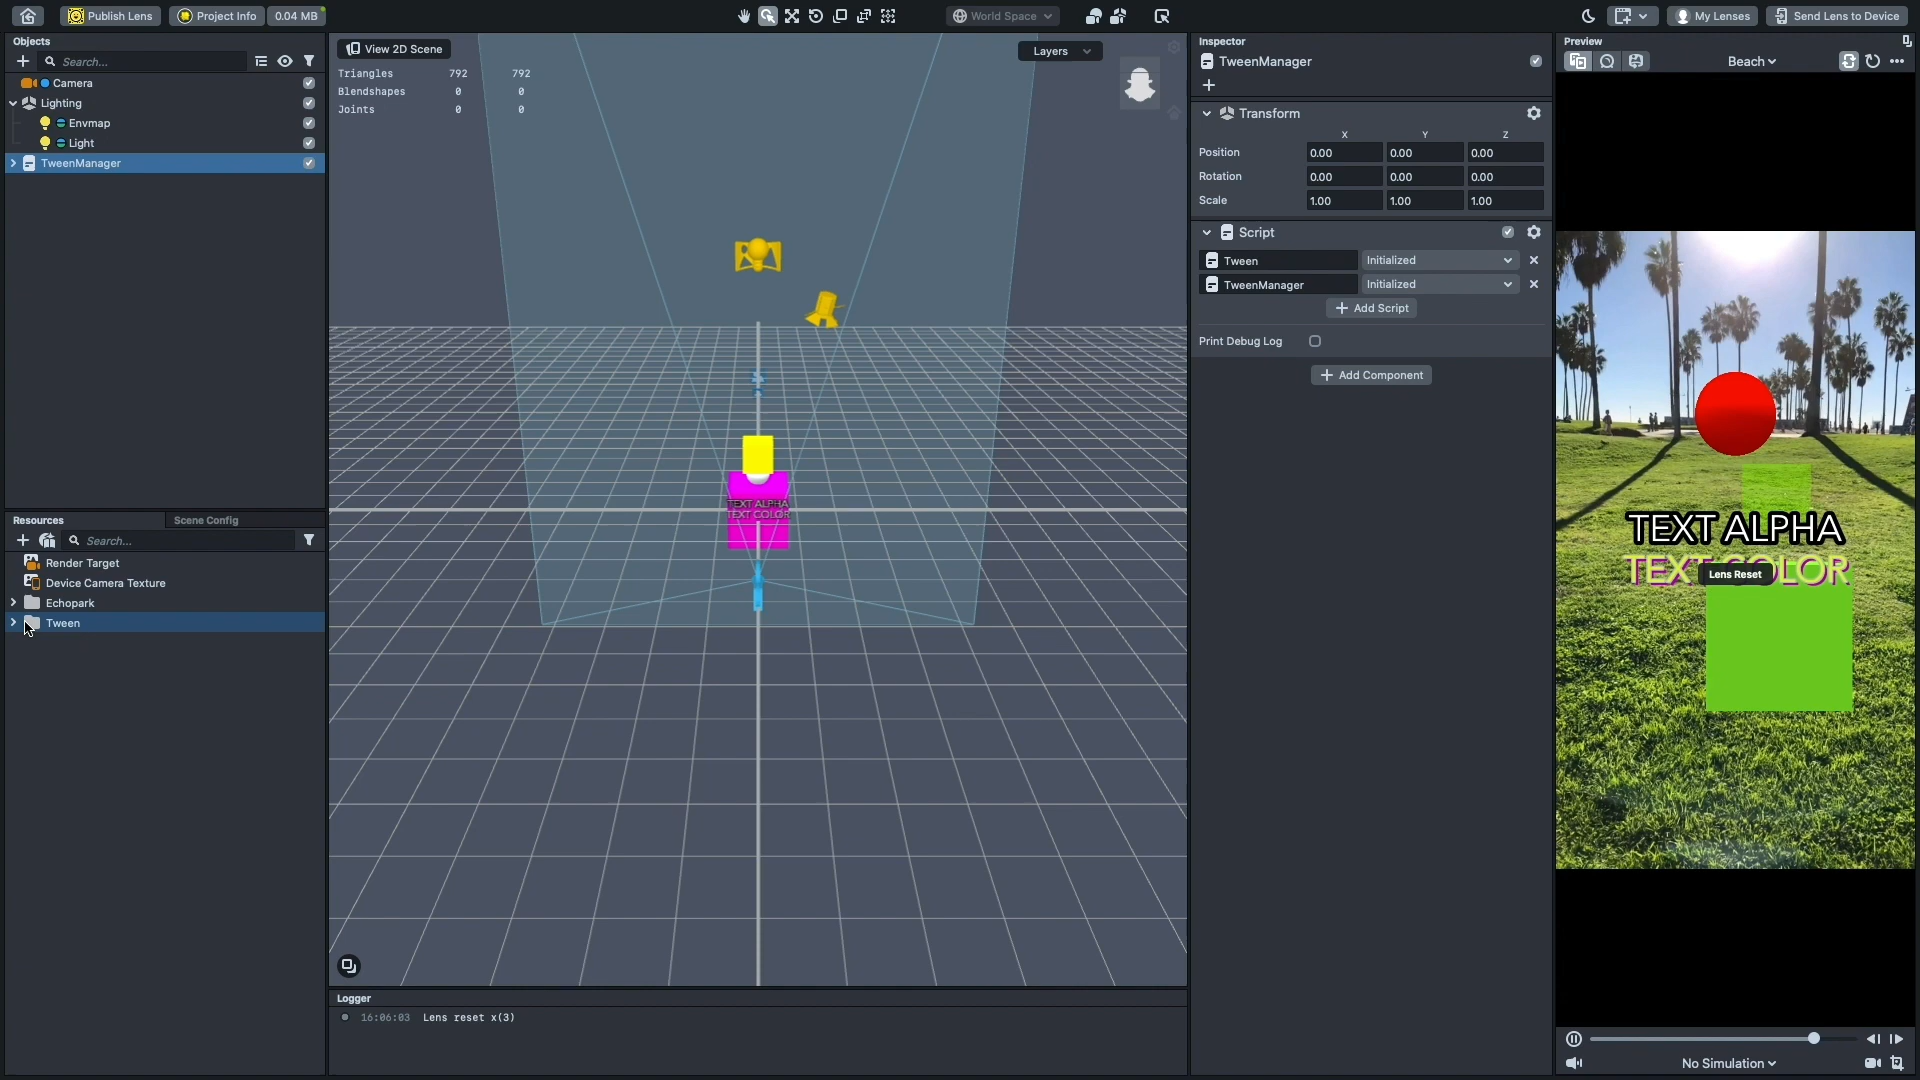 Publish Lens
Project Info
0.04 MB
World Space
My Lenses
Send Lens to Device
Objects
Search...
Camera
Lighting
Envmap
Light
TweenManager
Resources
Scene Config
Search...
Render Target
Device Camera Texture
Echopark
Tween
View 2D Scene
Layers
Triangles 792 792
Blendshapes 0 0
Joints 0 0
TEXT ALPHA
TEXT COLOR
Logger
16:06:03 Lens reset x(3)
Inspector
TweenManager
Transform
X Y Z
Position 0.00 0.00 0.00
Rotation 0.00 0.00 0.00
Scale 1.00 1.00 1.00
Script
Tween Initialized
TweenManager Initialized
Add Script
Print Debug Log
Add Component
Preview
Beach
TEXT ALPHA
TEXT COLOR
Lens Reset
No Simulation